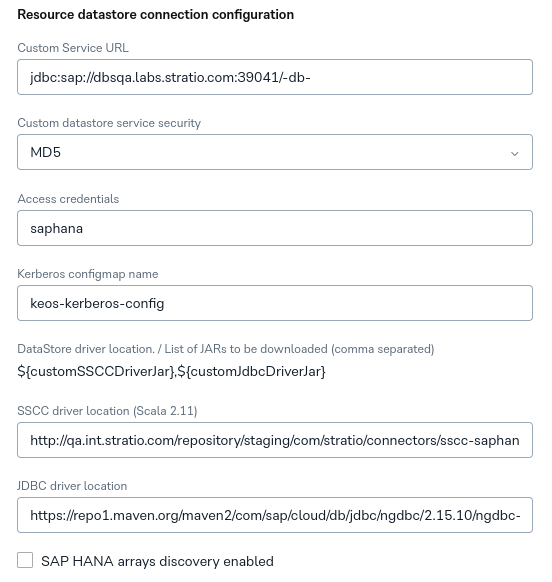 Resource datastore connection configuration
Custom Service URL
jdbc:sap://dbsqa.labs.stratio.com:39041/-db-
Custom datastore service security
MD5
Access credentials
saphana
Kerberos configmap name
keos-kerberos-config
DataStore driver location. / List of JARs to be downloaded (comma separated)
${customSSCCDriverJar},${customJdbcDriverJar}
SSCC driver location (Scala 2.11)
http://qa.int.stratio.com/repository/staging/com/stratio/connectors/sscc-saphan
JDBC driver location
https://repo1.maven.org/maven2/com/sap/cloud/db/jdbc/ngdbc/2.15.10/ngdbc-
SAP HANA arrays discovery enabled